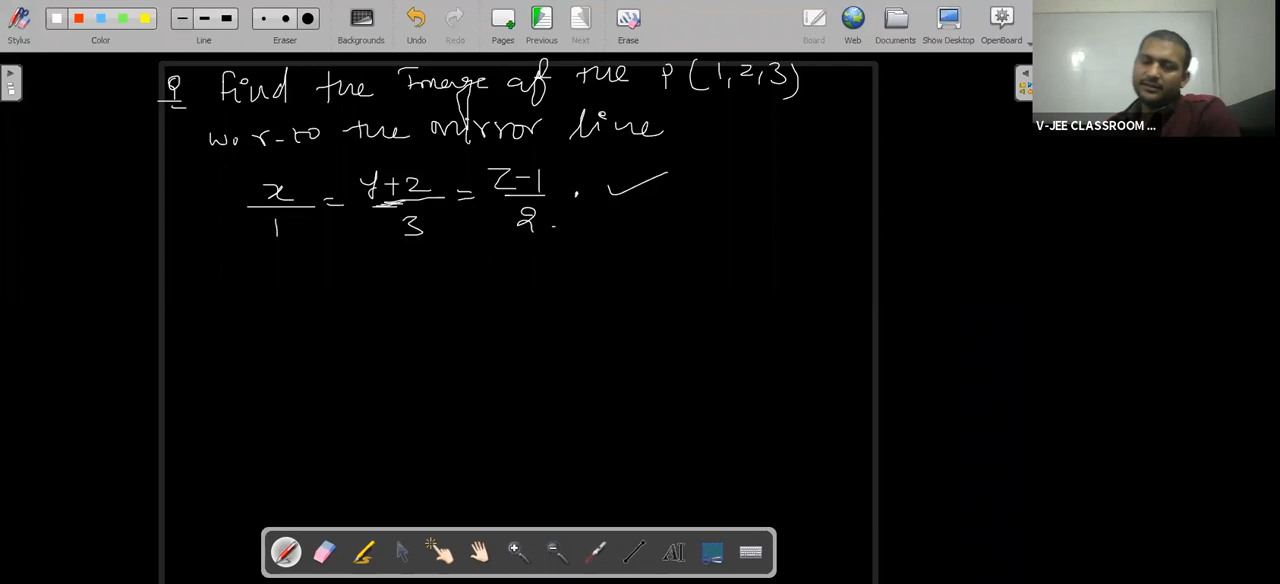 Stylus Color Line Eraser Backgrounds Undo Redo Pages Previous Next Erase Board Web Documents Show Desktop OpenBoard
Q Find the Image of the P(1,2,3)
w.r.to the mirror line
x/1 = y+2/3 = z-1/2 . ✓
V-JEE CLASSROOM ...
AI